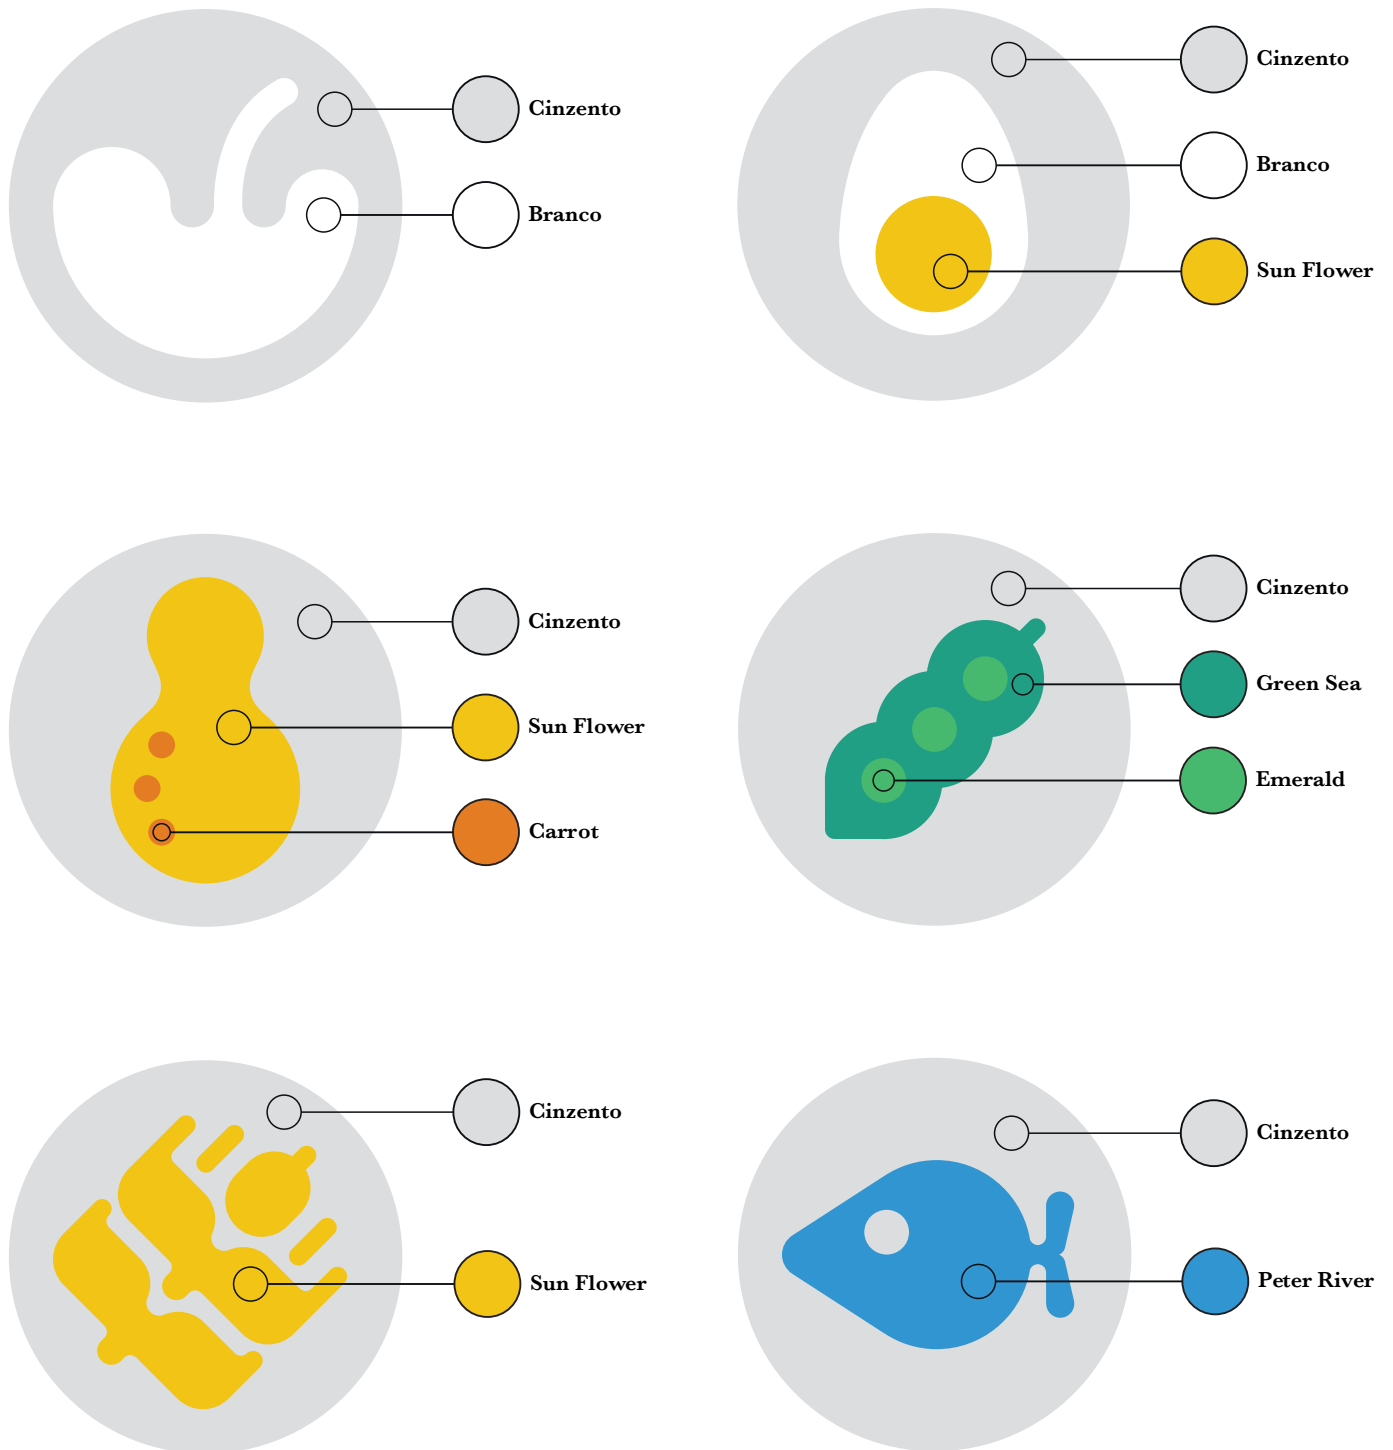 Cinzento
Branco
Cinzento
Branco
Sun Flower
Cinzento
Sun Flower
Carrot
Cinzento
Green Sea
Emerald
Cinzento
Sun Flower
Cinzento
Peter River